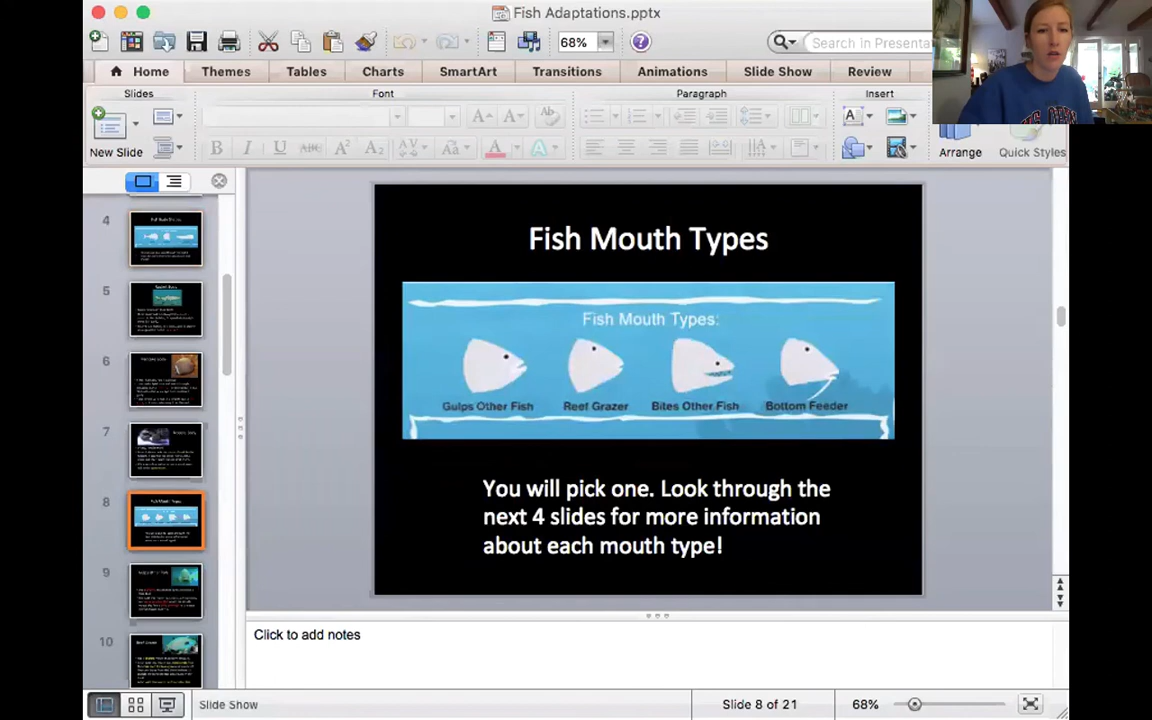 Fish Adaptations.pptx
68%
Search In Presenta
Home Themes Tables Charts SmartArt Transitions Animations Slide Show Review
Slides Font Paragraph Insert
New Slide
Arrange Quick Styles
4
5
6
7
8
9
10
Fish Mouth Types
Fish Mouth Types:
Gulps Other Fish Reef Grazer Bites Other Fish Bottom Feeder
You will pick one. Look through the
next 4 slides for more information
about each mouth type!
Click to add notes
Slide Show Slide 8 of 21 68%